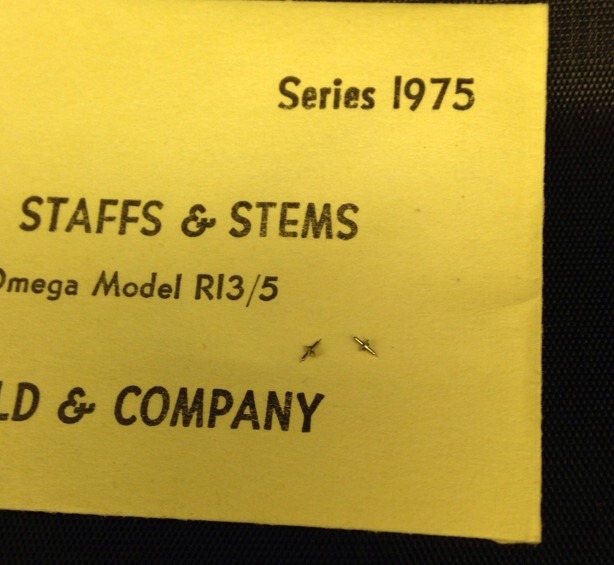 Series 1975
STAFFS & STEMS
Omega Model R13/5
LD & COMPANY